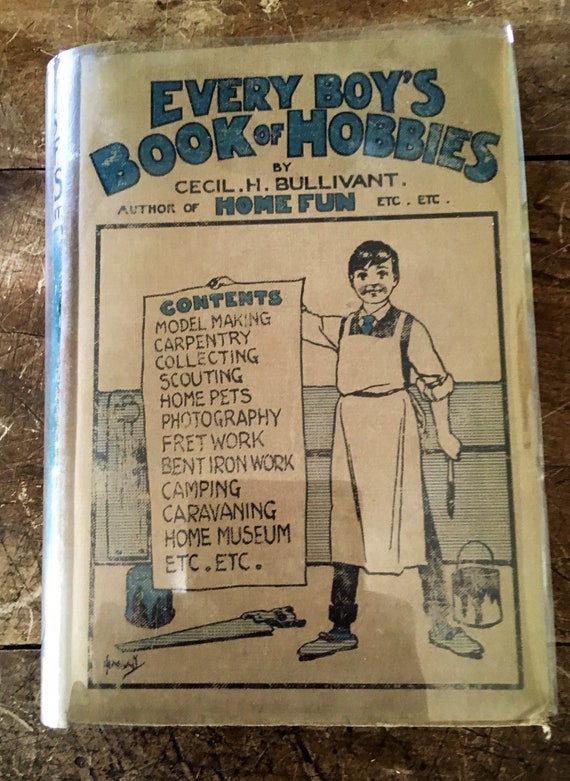 EVERY BOY'S
BOOK OF HOBBIES
BY
CECIL. H. BULLIVANT.
AUTHOR OF HOME FUN ETC. ETC.
CONTENTS
MODEL MAKING
CARPENTRY
COLLECTING
SCOUTING
HOME PETS
PHOTOGRAPHY
FRET WORK
BENT IRON WORK
CAMPING
CARAVANING
HOME MUSEUM
ETC. ETC.